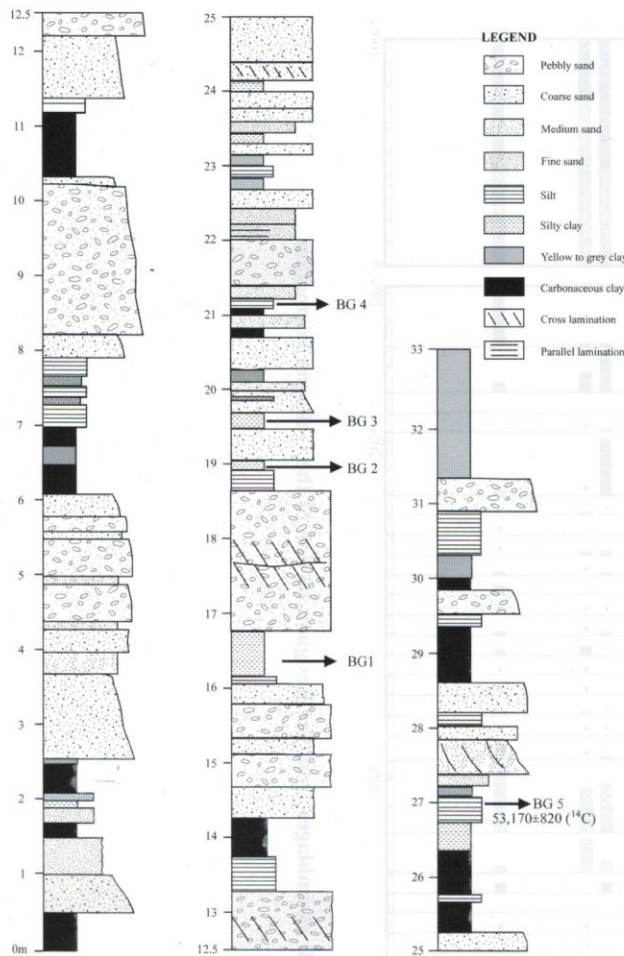 12.5
12
11
10
9
8
7
6
5
4
3
2
1
0m
25
24
23
22
21
20
19
18
17
16
15
14
13
12.5
BG 4
BG 3
BG 2
BG1
LEGEND
Pebbly sand
Coarse sand
Medium sand
Fine sand
Silt
Silty clay
Yellow to grey clay
Carbonaceous clay
Cross lamination
Parallel lamination
33
32
31
30
29
28
27
26
25
BG 5
53,170±820 (14C)